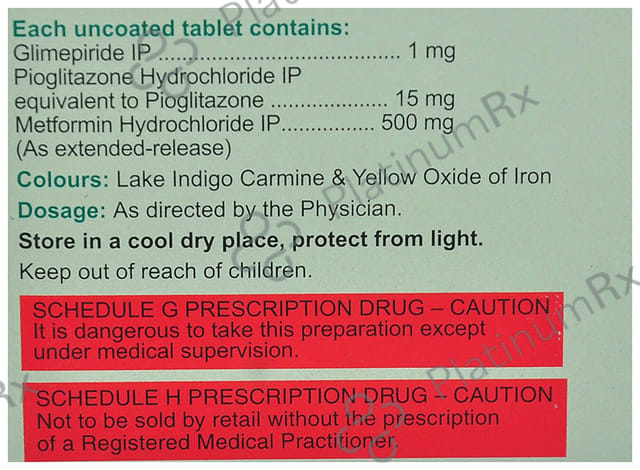 Each uncoated tablet contains:
Glimepiride IP ....................................... 1 mg
Pioglitazone Hydrochloride IP
equivalent to Pioglitazone ................... 15 mg
Metformin Hydrochloride IP............... 500 mg
(As extended-release)
Colours: Lake Indigo Carmine & Yellow Oxide of Iron
Dosage: As directed by the Physician.
Store in a cool dry place, protect from light.
Keep out of reach of children.
SCHEDULE G PRESCRIPTION DRUG – CAUTION
It is dangerous to take this preparation except
under medical supervision.
SCHEDULE H PRESCRIPTION DRUG – CAUTION
Not to be sold by retail without the prescription
of a Registered Medical Practitioner.
PlatinumRx
PlatinumRx
PlatinumRx
Rx